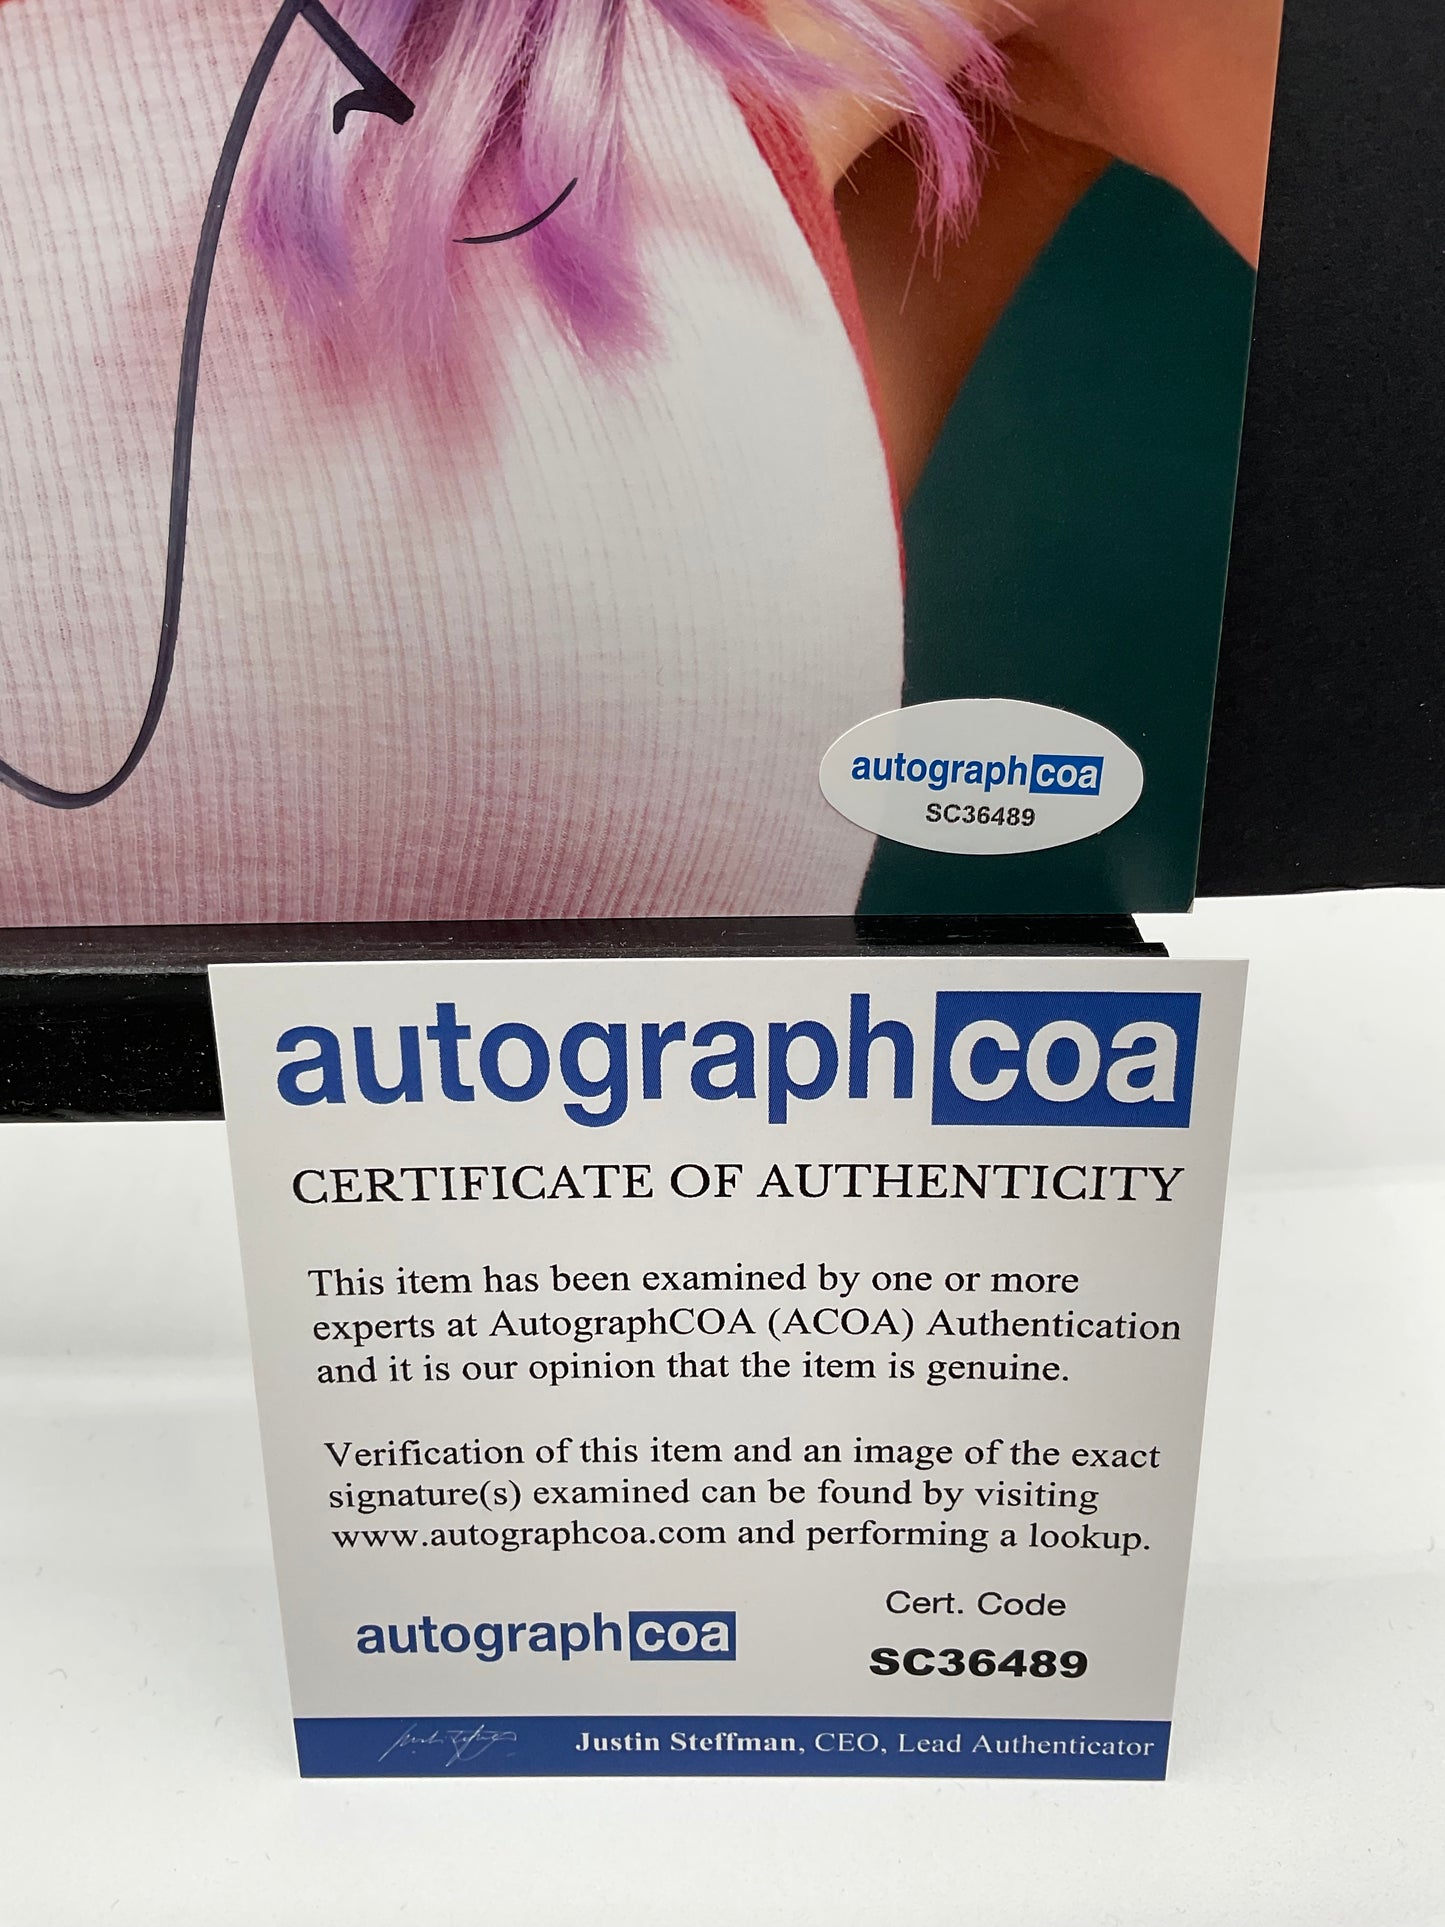 autographcoa
SC36489
autographcoa
CERTIFICATE OF AUTHENTICITY
This item has been examined by one or more
experts at AutographCOA (ACOA) Authentication
and it is our opinion that the item is genuine.
Verification of this item and an image of the exact
signature(s) examined can be found by visiting
www.autographcoa.com and performing a lookup.
Cert. Code
autographcoa
SC36489
Justin Steffman, CEO, Lead Authenticator